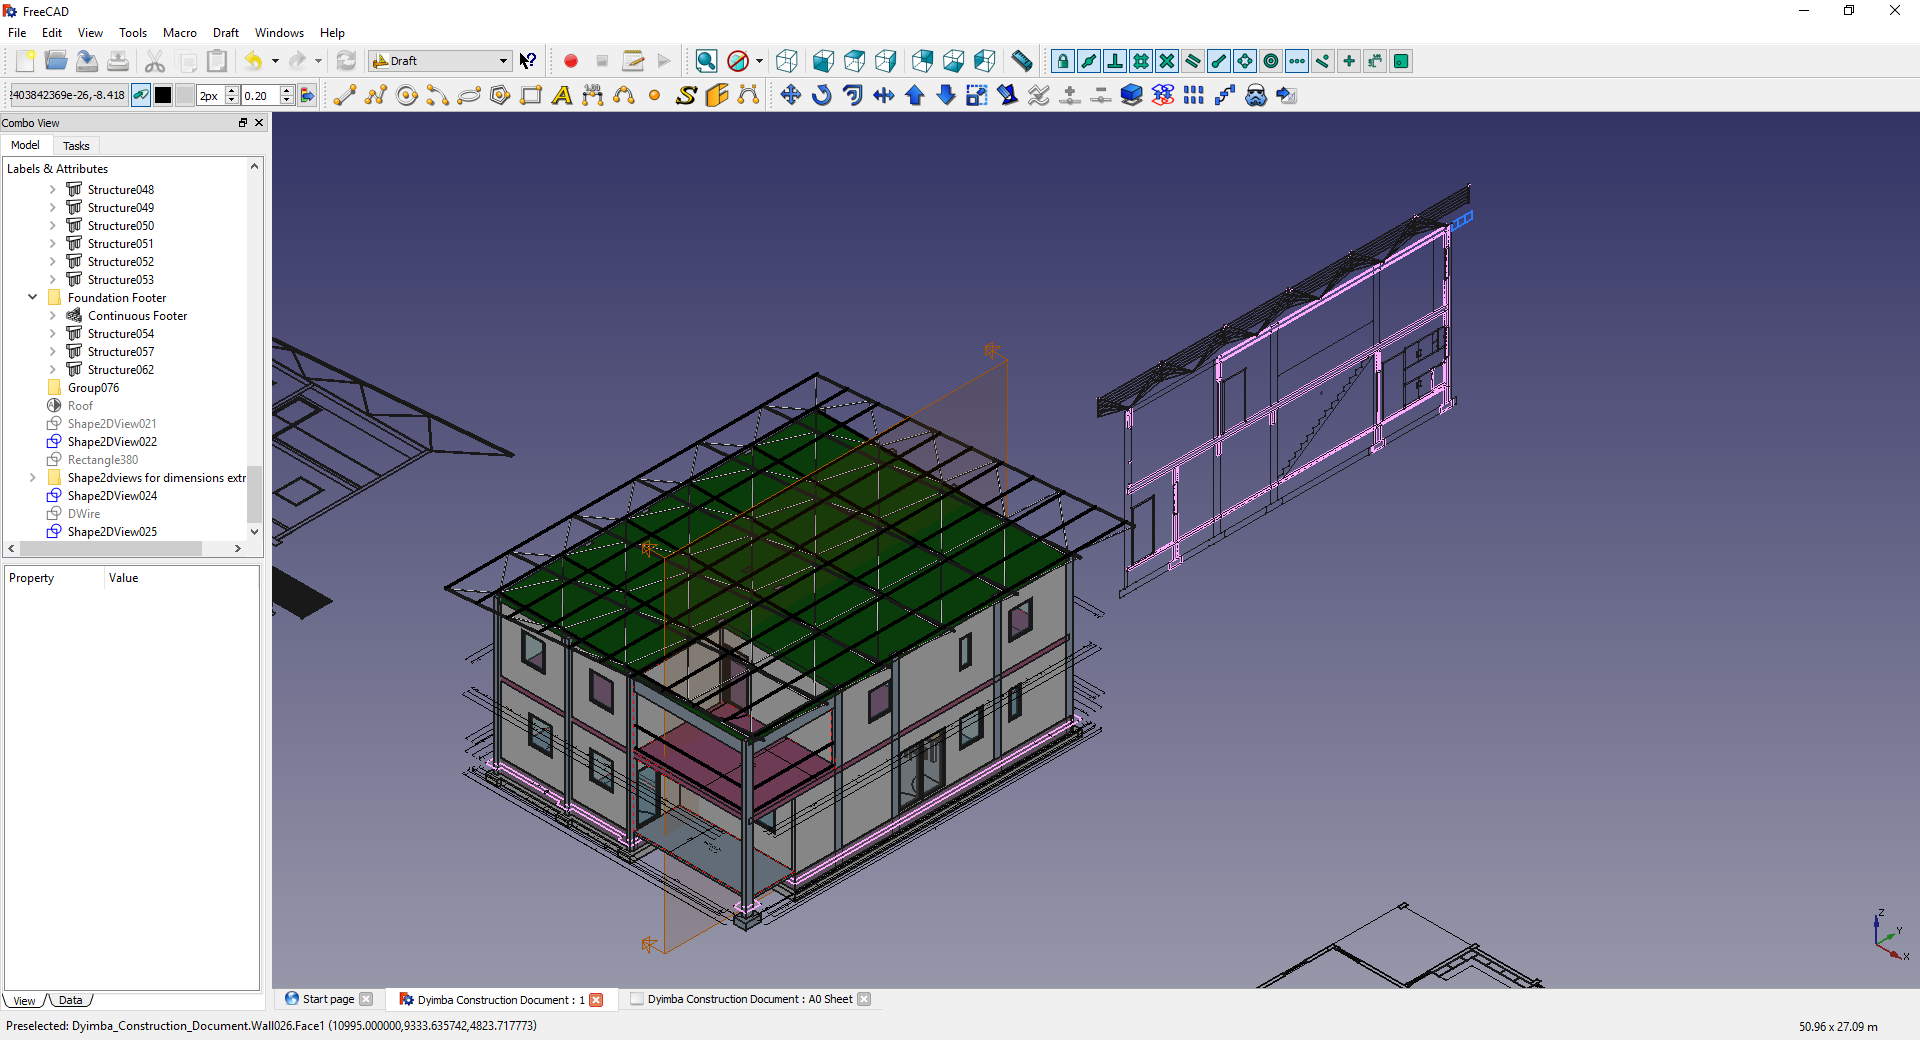 FreeCAD
File Edit View Tools Macro Draft Windows Help
Draft
2403842369e-26,-8.418 2px 0.20
Combo View
Model Tasks
Labels & Attributes
Structure048
Structure049
Structure050
Structure051
Structure052
Structure053
Foundation Footer
Continuous Footer
Structure054
Structure057
Structure062
Group076
Roof
Shape2DView021
Shape2DView022
Rectangle380
Shape2dviews for dimensions extr
Shape2DView024
DWire
Shape2DView025
Property Value
Z
Y
X
View Data
Start page Dyimba Construction Document : 1 Dyimba Construction Document : A0 Sheet
Preselected: Dyimba_Construction_Document.Wall026.Face1 (10995.000000,9333.635742,4823.717773) 50.96 x 27.09 m